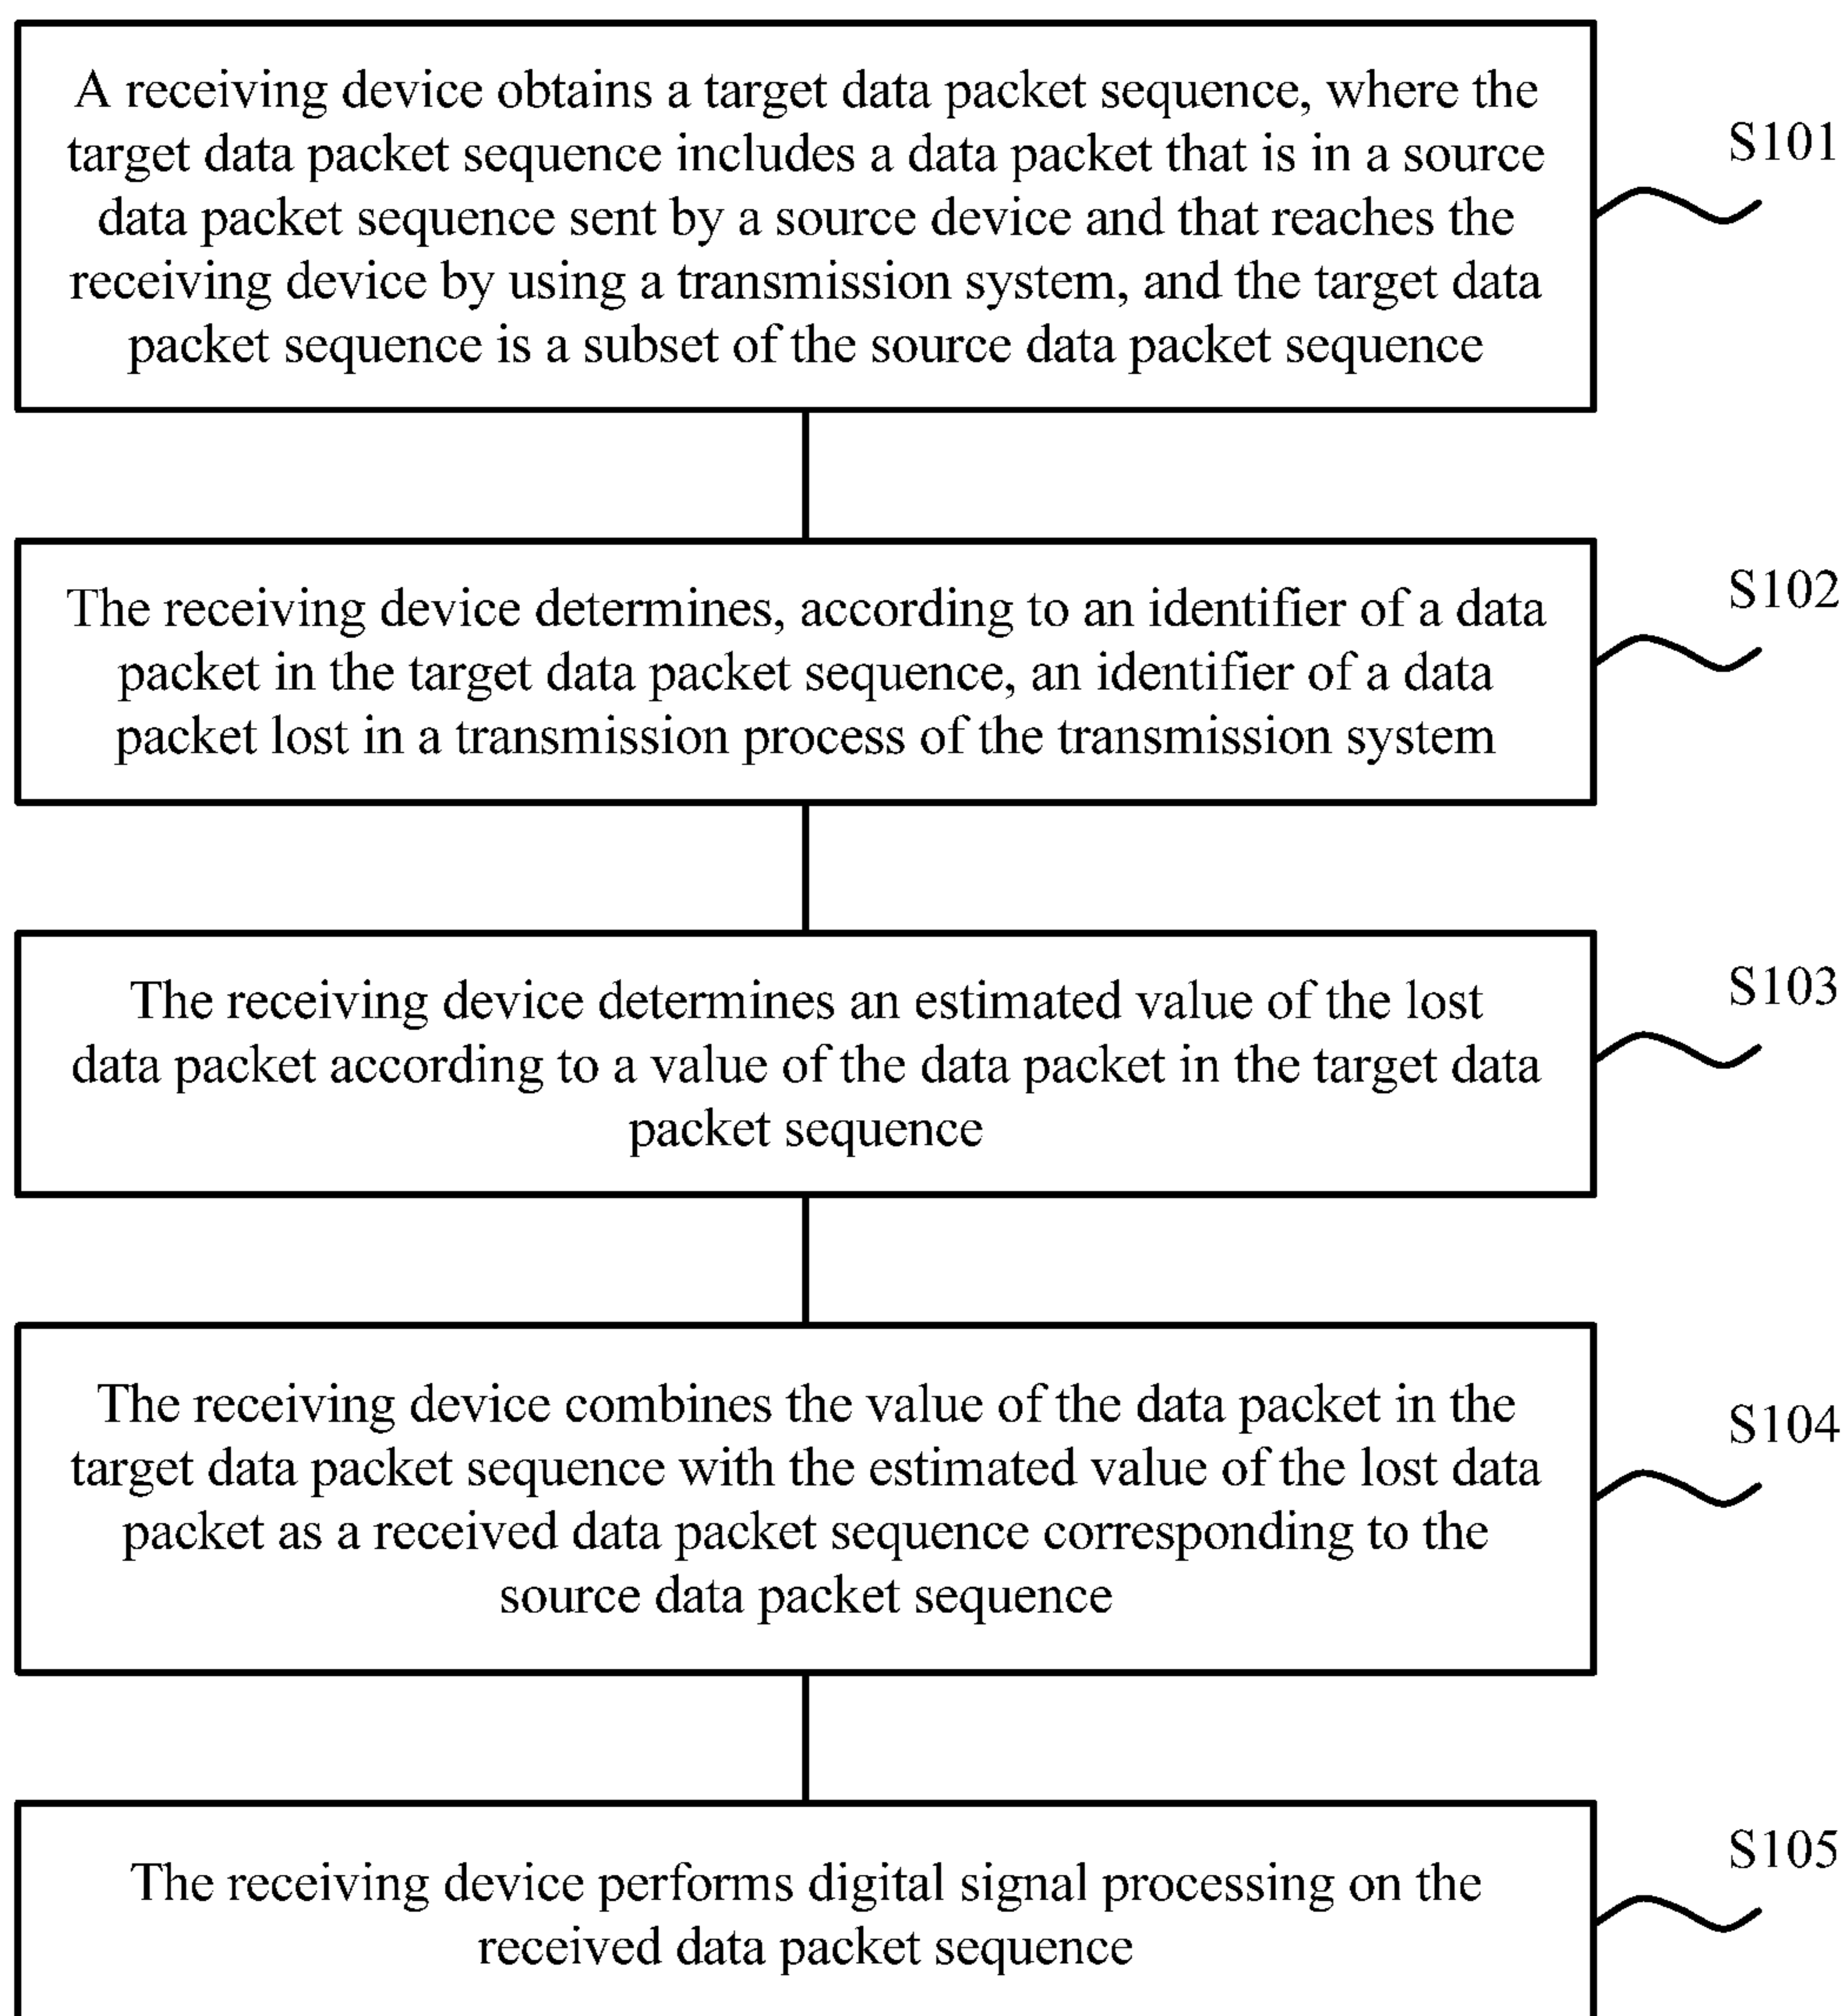 A receiving device obtains a target data packet sequence, where the
target data packet sequence includes a data packet that is in a source
data packet sequence sent by a source device and that reaches the
receiving device by using a transmission system, and the target data
packet sequence is a subset of the source data packet sequence
S101
The receiving device determines, according to an identifier of a data
packet in the target data packet sequence, an identifier of a data
packet lost in a transmission process of the transmission system
S102
The receiving device determines an estimated value of the lost
data packet according to a value of the data packet in the target data
packet sequence
S103
The receiving device combines the value of the data packet in the
target data packet sequence with the estimated value of the lost data
packet as a received data packet sequence corresponding to the
source data packet sequence
S104
The receiving device performs digital signal processing on the
received data packet sequence
S105